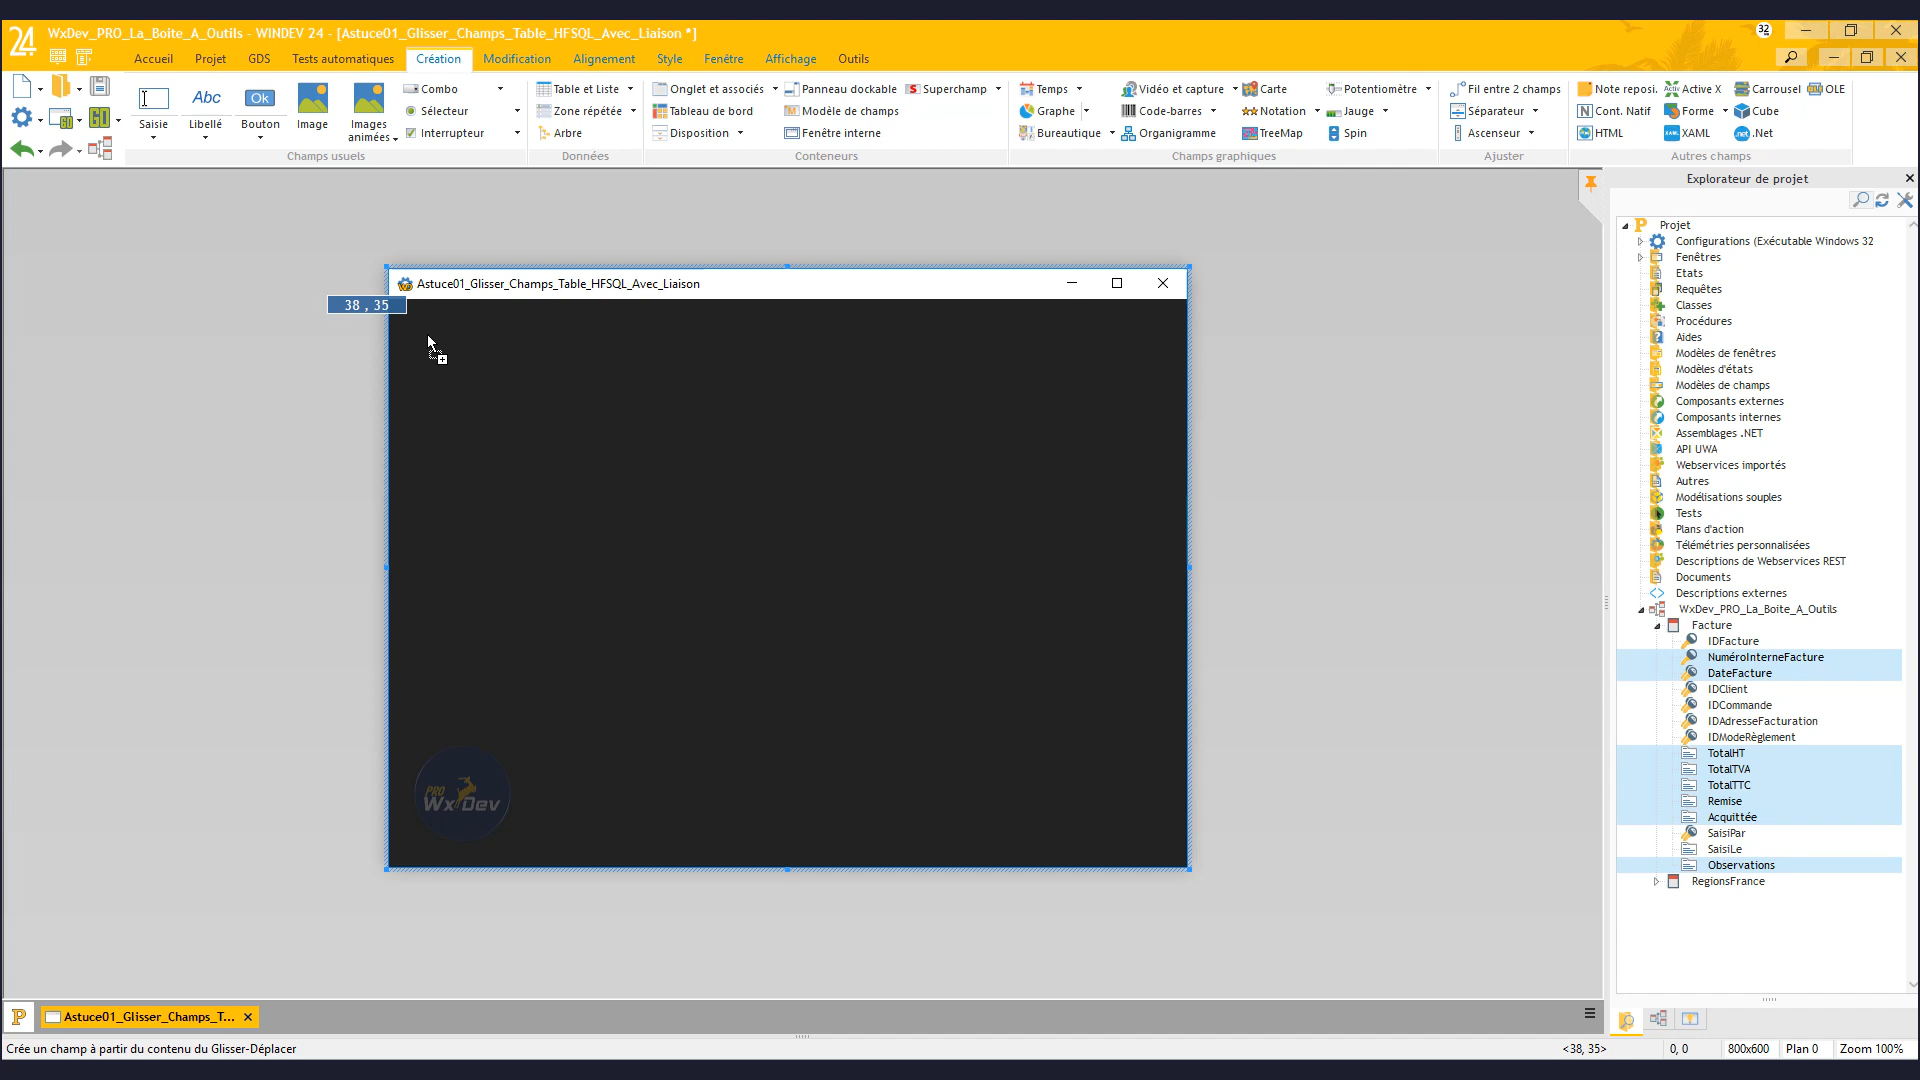 24
WxDev_PRO_La_Boite_A_Outils - WINDEV 24 - [Astuce01_Glisser_Champs_Table_HFSQL_Avec_Liaison *]
32
Accueil Projet GDS Tests automatiques Création Modification Alignement Style Fenêtre Affichage Outils
Saisie
Abc
Libellé
Ok
Bouton
Image
Images
animées
Combo
Sélecteur
Interrupteur
Champs usuels
Table et Liste
Zone répétée
Arbre
Données
Onglet et associés
Tableau de bord
Disposition
Panneau dockable
Modèle de champs
Fenêtre interne
Superchamp
Conteneurs
Temps
Graphe
Bureautique
Vidéo et capture
Code-barres
Organigramme
Carte
Notation
TreeMap
Potentiomètre
Jauge
Spin
Champs graphiques
Fil entre 2 champs
Séparateur
Ascenseur
Ajuster
Note reposi.
Cont. Natif
HTML
Active X
Forme
XAML
Carrousel
Cube
.Net
OLE
Autres champs
Astuce01_Glisser_Champs_Table_HFSQL_Avec_Liaison
38 , 35
PRO
WxDev
Explorateur de projet
Projet
Configurations (Exécutable Windows 32
Fenêtres
Etats
Requêtes
Classes
Procédures
Aides
Modèles de fenêtres
Modèles d'états
Modèles de champs
Composants externes
Composants internes
Assemblages .NET
API UWA
Webservices importés
Autres
Modélisations souples
Tests
Plans d'action
Télémétries personnalisées
Descriptions de Webservices REST
Documents
Descriptions externes
WxDev_PRO_La_Boite_A_Outils
Facture
IDFacture
NuméroInterneFacture
DateFacture
IDClient
IDCommande
IDAdresseFacturation
IDModeRèglement
TotalHT
TotalTVA
TotalTTC
Remise
Acquittée
SaisiPar
SaisiLe
Observations
RegionsFrance
Astuce01_Glisser_Champs_T...
Crée un champ à partir du contenu du Glisser-Déplacer
<38, 35> 0, 0 800x600 Plan 0 Zoom 100%